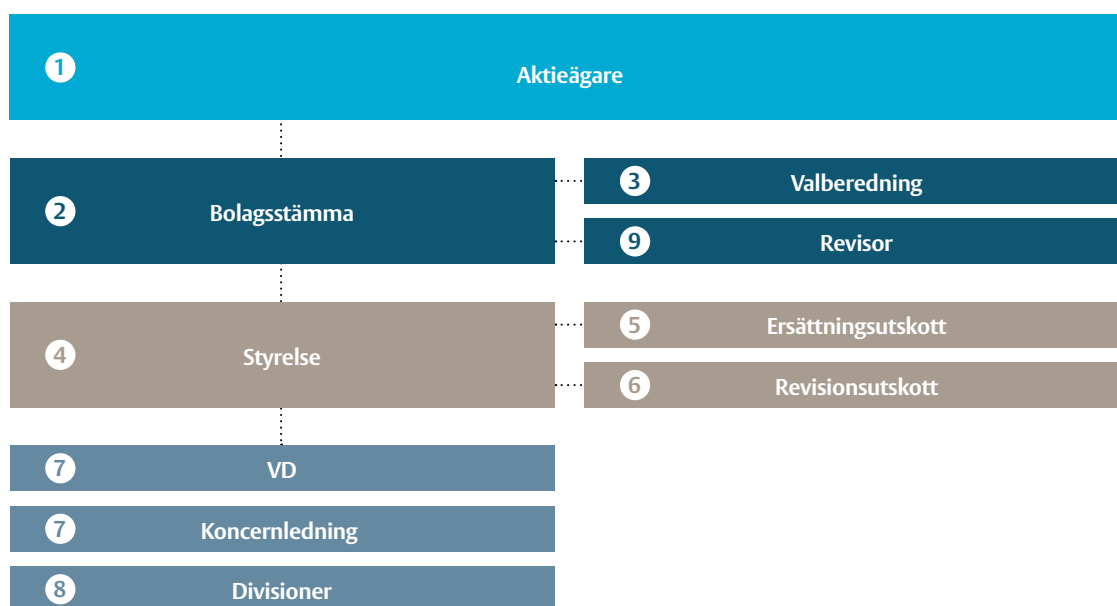 1 Aktieägare
2 Bolagsstämma
3 Valberedning
9 Revisor
4 Styrelse
5 Ersättningsutskott
6 Revisionsutskott
7 VD
7 Koncernledning
8 Divisioner